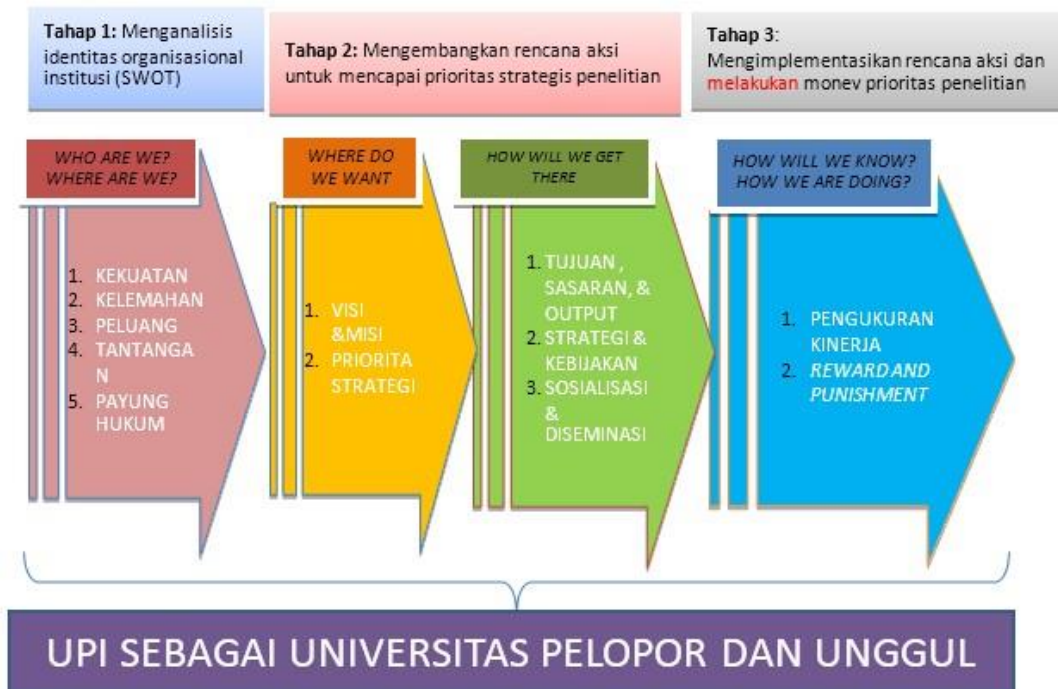 Tahap 1: Menganalisis
identitas organisasional
institusi (SWOT)
Tahap 2: Mengembangkan rencana aksi
untuk mencapai prioritas strategis penelitian
Tahap 3:
Mengimplementasikan rencana aksi dan
melakukan monev prioritas penelitian
WHO ARE WE?
WHERE ARE WE?
WHERE DO
WE WANT
HOW WILL WE GET
THERE
HOW WILL WE KNOW?
HOW WE ARE DOING?
1. KEKUATAN
2. KELEMAHAN
3. PELUANG
4. TANTANGA
N
5. PAYUNG
HUKUM
1. VISI
&MISI
2. PRIORITA
STRATEGI
1. TUJUAN ,
SASARAN, &
OUTPUT
2. STRATEGI &
KEBIJAKAN
3. SOSIALISASI
&
DISEMINASI
1. PENGUKURAN
KINERJA
2. REWARD AND
PUNISHMENT
UPI SEBAGAI UNIVERSITAS PELOPOR DAN UNGGUL